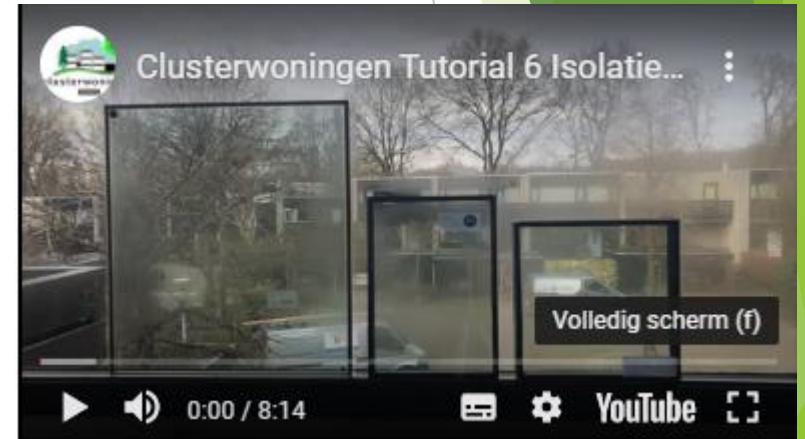 Clusterwoningen Tutorial 6 Isolatie...
Volledig scherm (f)
0:00 / 8:14
YouTube